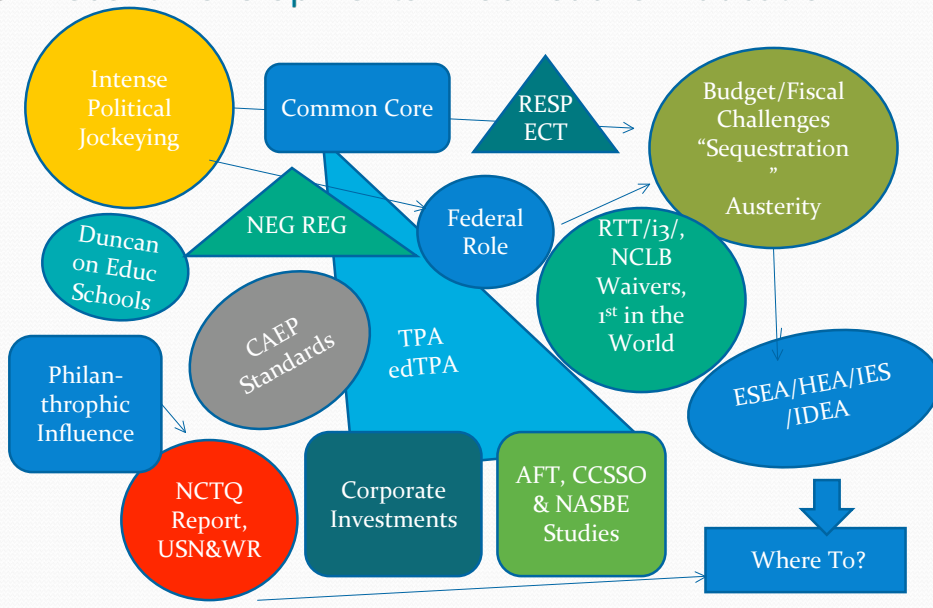 Intense
Political
Jockeying
Common Core
RESP
ECT
Budget/Fiscal
Challenges
“Sequestration
”
Austerity
NEG REG
Federal
Role
Duncan
on Educ
Schools
RTT/i3/,
NCLB
Waivers,
1st in the
World
CAEP
Standards
TPA
edTPA
Philan-
throphic
Influence
ESEA/HEA/IES
/IDEA
NCTQ
Report,
USN&WR
Corporate
Investments
AFT, CCSSO
& NASBE
Studies
Where To?